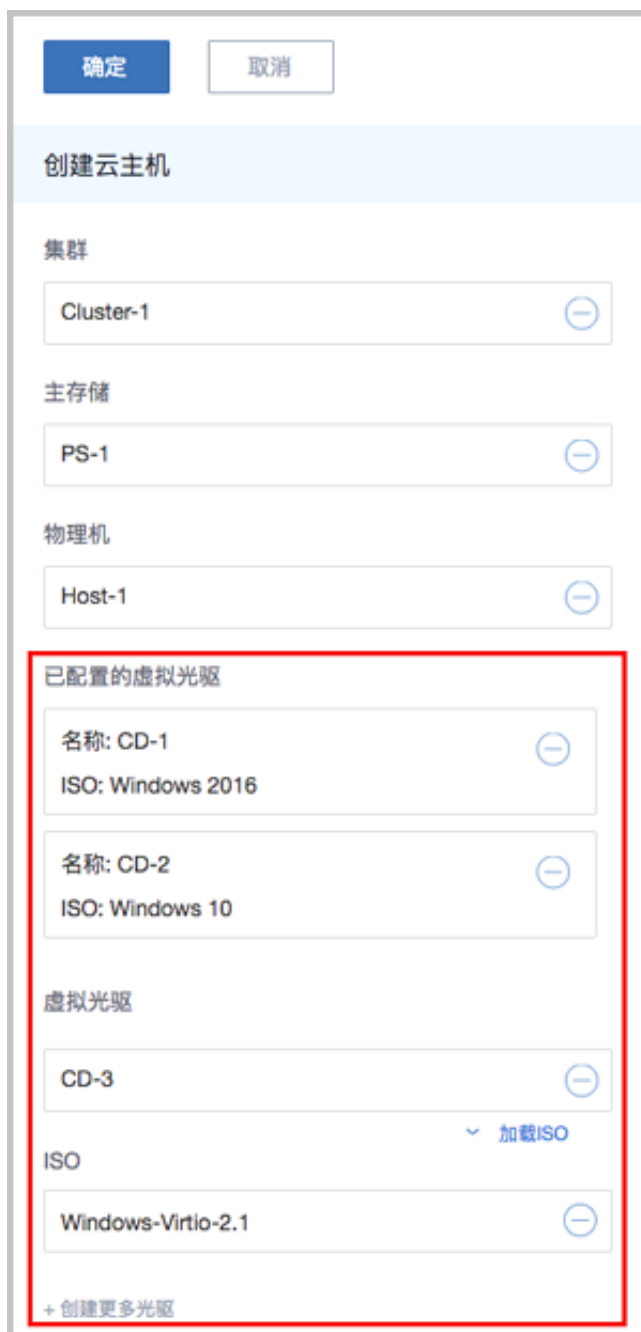 确定 取消
创建云主机
集群
Cluster-1
主存储
PS-1
物理机
Host-1
已配置的虚拟光驱
名称: CD-1
ISO: Windows 2016
名称: CD-2
ISO: Windows 10
虚拟光驱
CD-3
加载ISO
ISO
Windows-Virtio-2.1
+ 创建更多光驱